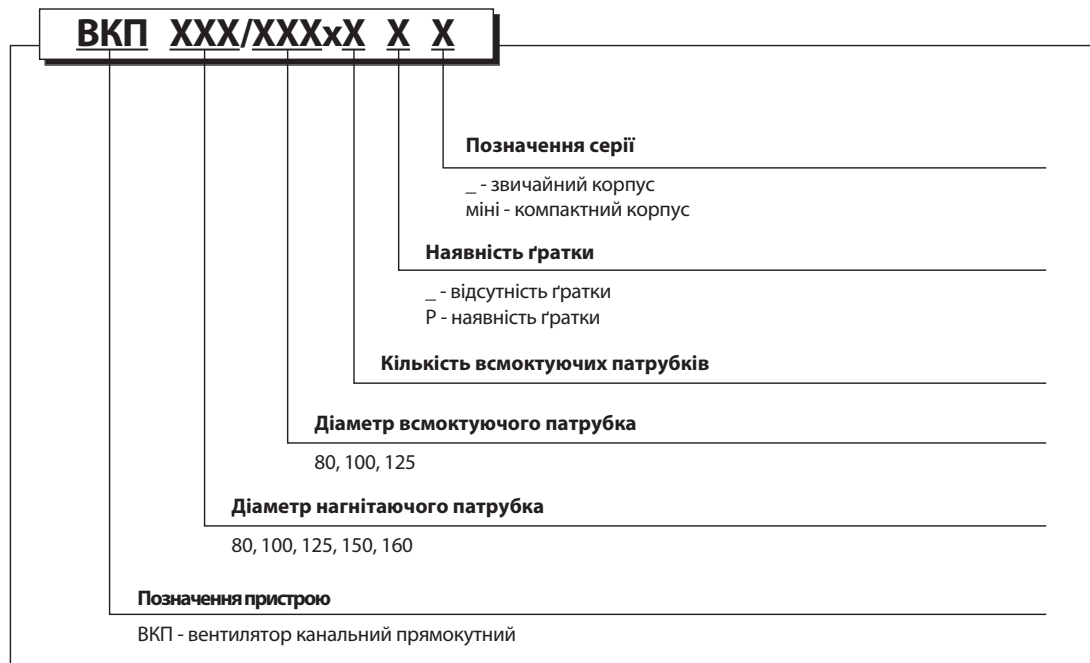 ВКП XXX/XXXxX X X
Позначення серії
_ - звичайний корпус
міні - компактний корпус
Наявність ґратки
_ - відсутність ґратки
Р - наявність ґратки
Кількість всмоктуючих патрубків
Діаметр всмоктуючого патрубка
80, 100, 125
Діаметр нагнітаючого патрубка
80, 100, 125, 150, 160
Позначення пристрою
ВКП - вентилятор канальний прямокутний